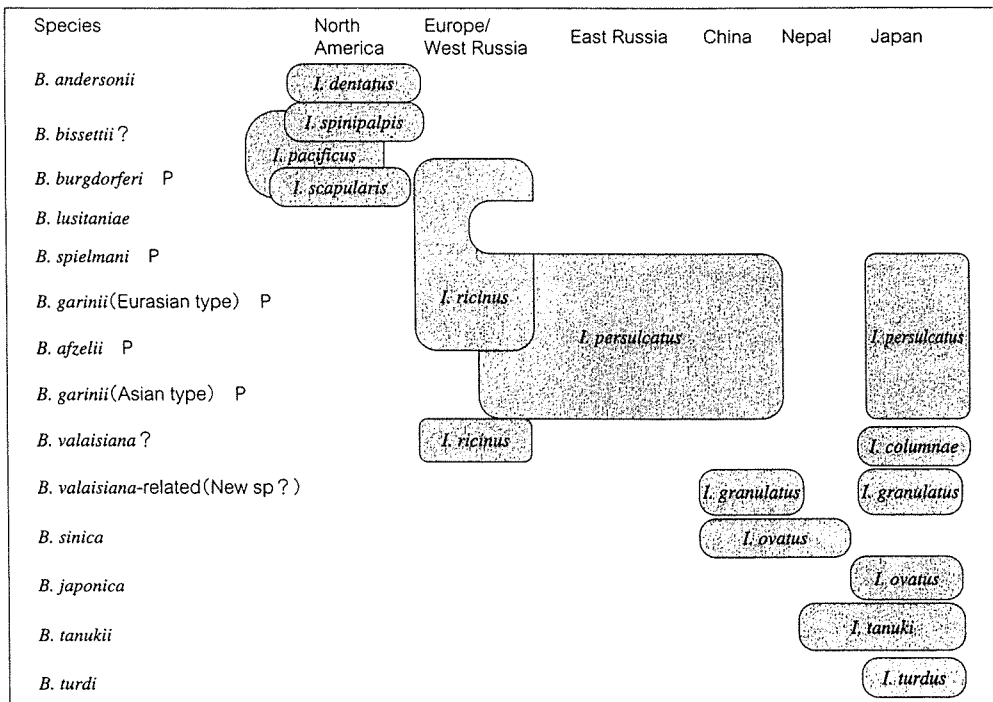 Species North America Europe/ West Russia East Russia China Nepal Japan
B. andersonii I. dentatus
I. spinipalpis
B. bissettii ?
I. pacificus
B. burgdorferi P I. scapularis
B. lusitaniae
B. spielmani P
B. garinii(Eurasian type) P I. ricinus
I. persulcatus I. persulcatus
B. afzelii P
B. garinii(Asian type) P
B. valaisiana ? I. ricinus I. columnae
B. valaisiana-related(New sp ? ) I. granulatus I. granulatus
B. sinica I. ovatus
B. japonica I. ovatus
B. tanukii I. tanuki
B. turdi I. turdus